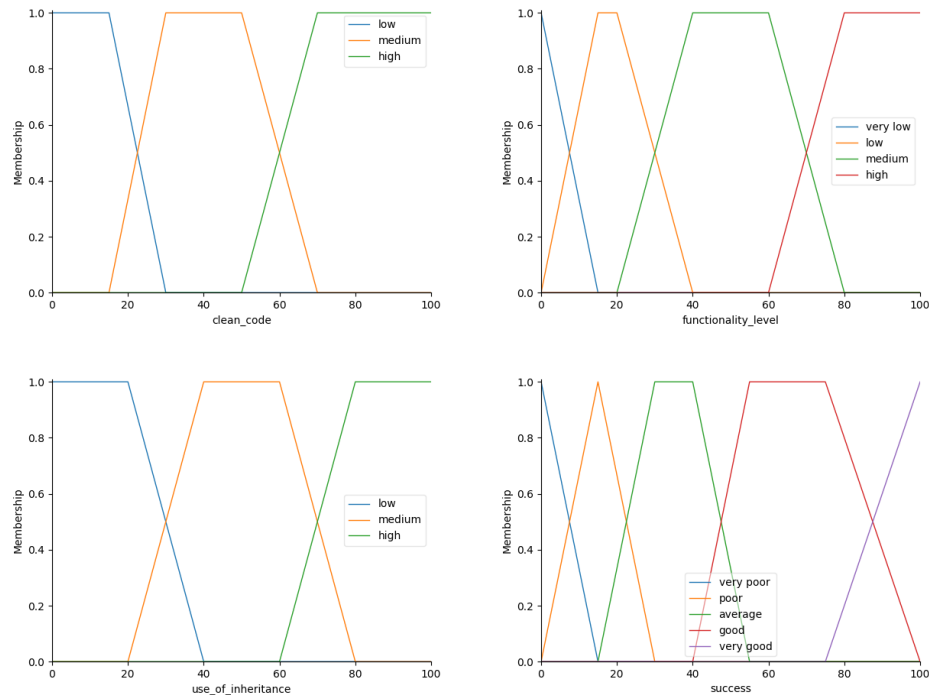 1.0
0.8
0.6
0.4
0.2
0.0
Membership
0 20 40 60 80 100
clean_code
low
medium
high
1.0
0.8
0.6
0.4
0.2
0.0
Membership
0 20 40 60 80 100
functionality_level
very low
low
medium
high
1.0
0.8
0.6
0.4
0.2
0.0
Membership
0 20 40 60 80 100
use_of_inheritance
low
medium
high
1.0
0.8
0.6
0.4
0.2
0.0
Membership
0 20 40 60 80 100
success
very poor
poor
average
good
very good